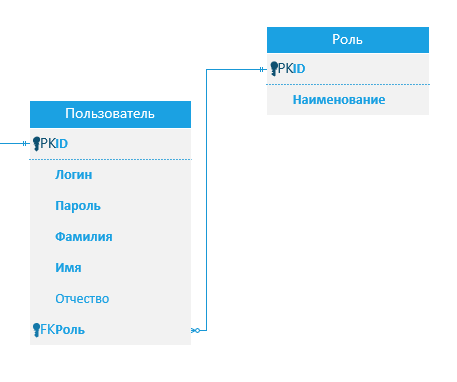 Роль
PK ID
Наименование
Пользователь
PK ID
Логин
Пароль
Фамилия
Имя
Отчество
FK Роль